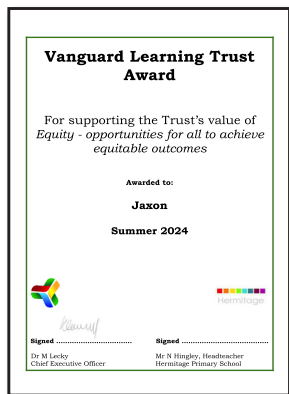 Vanguard Learning Trust
Award
For supporting the Trust's value of
Equity - opportunities for all to achieve
equitable outcomes
Awarded to:
Jaxon
Summer 2024
Hermitage
Signed ..............................
Signed ..............................
Dr M Lecky
Chief Executive Officer
Mr N Hingley, Headteacher
Hermitage Primary School